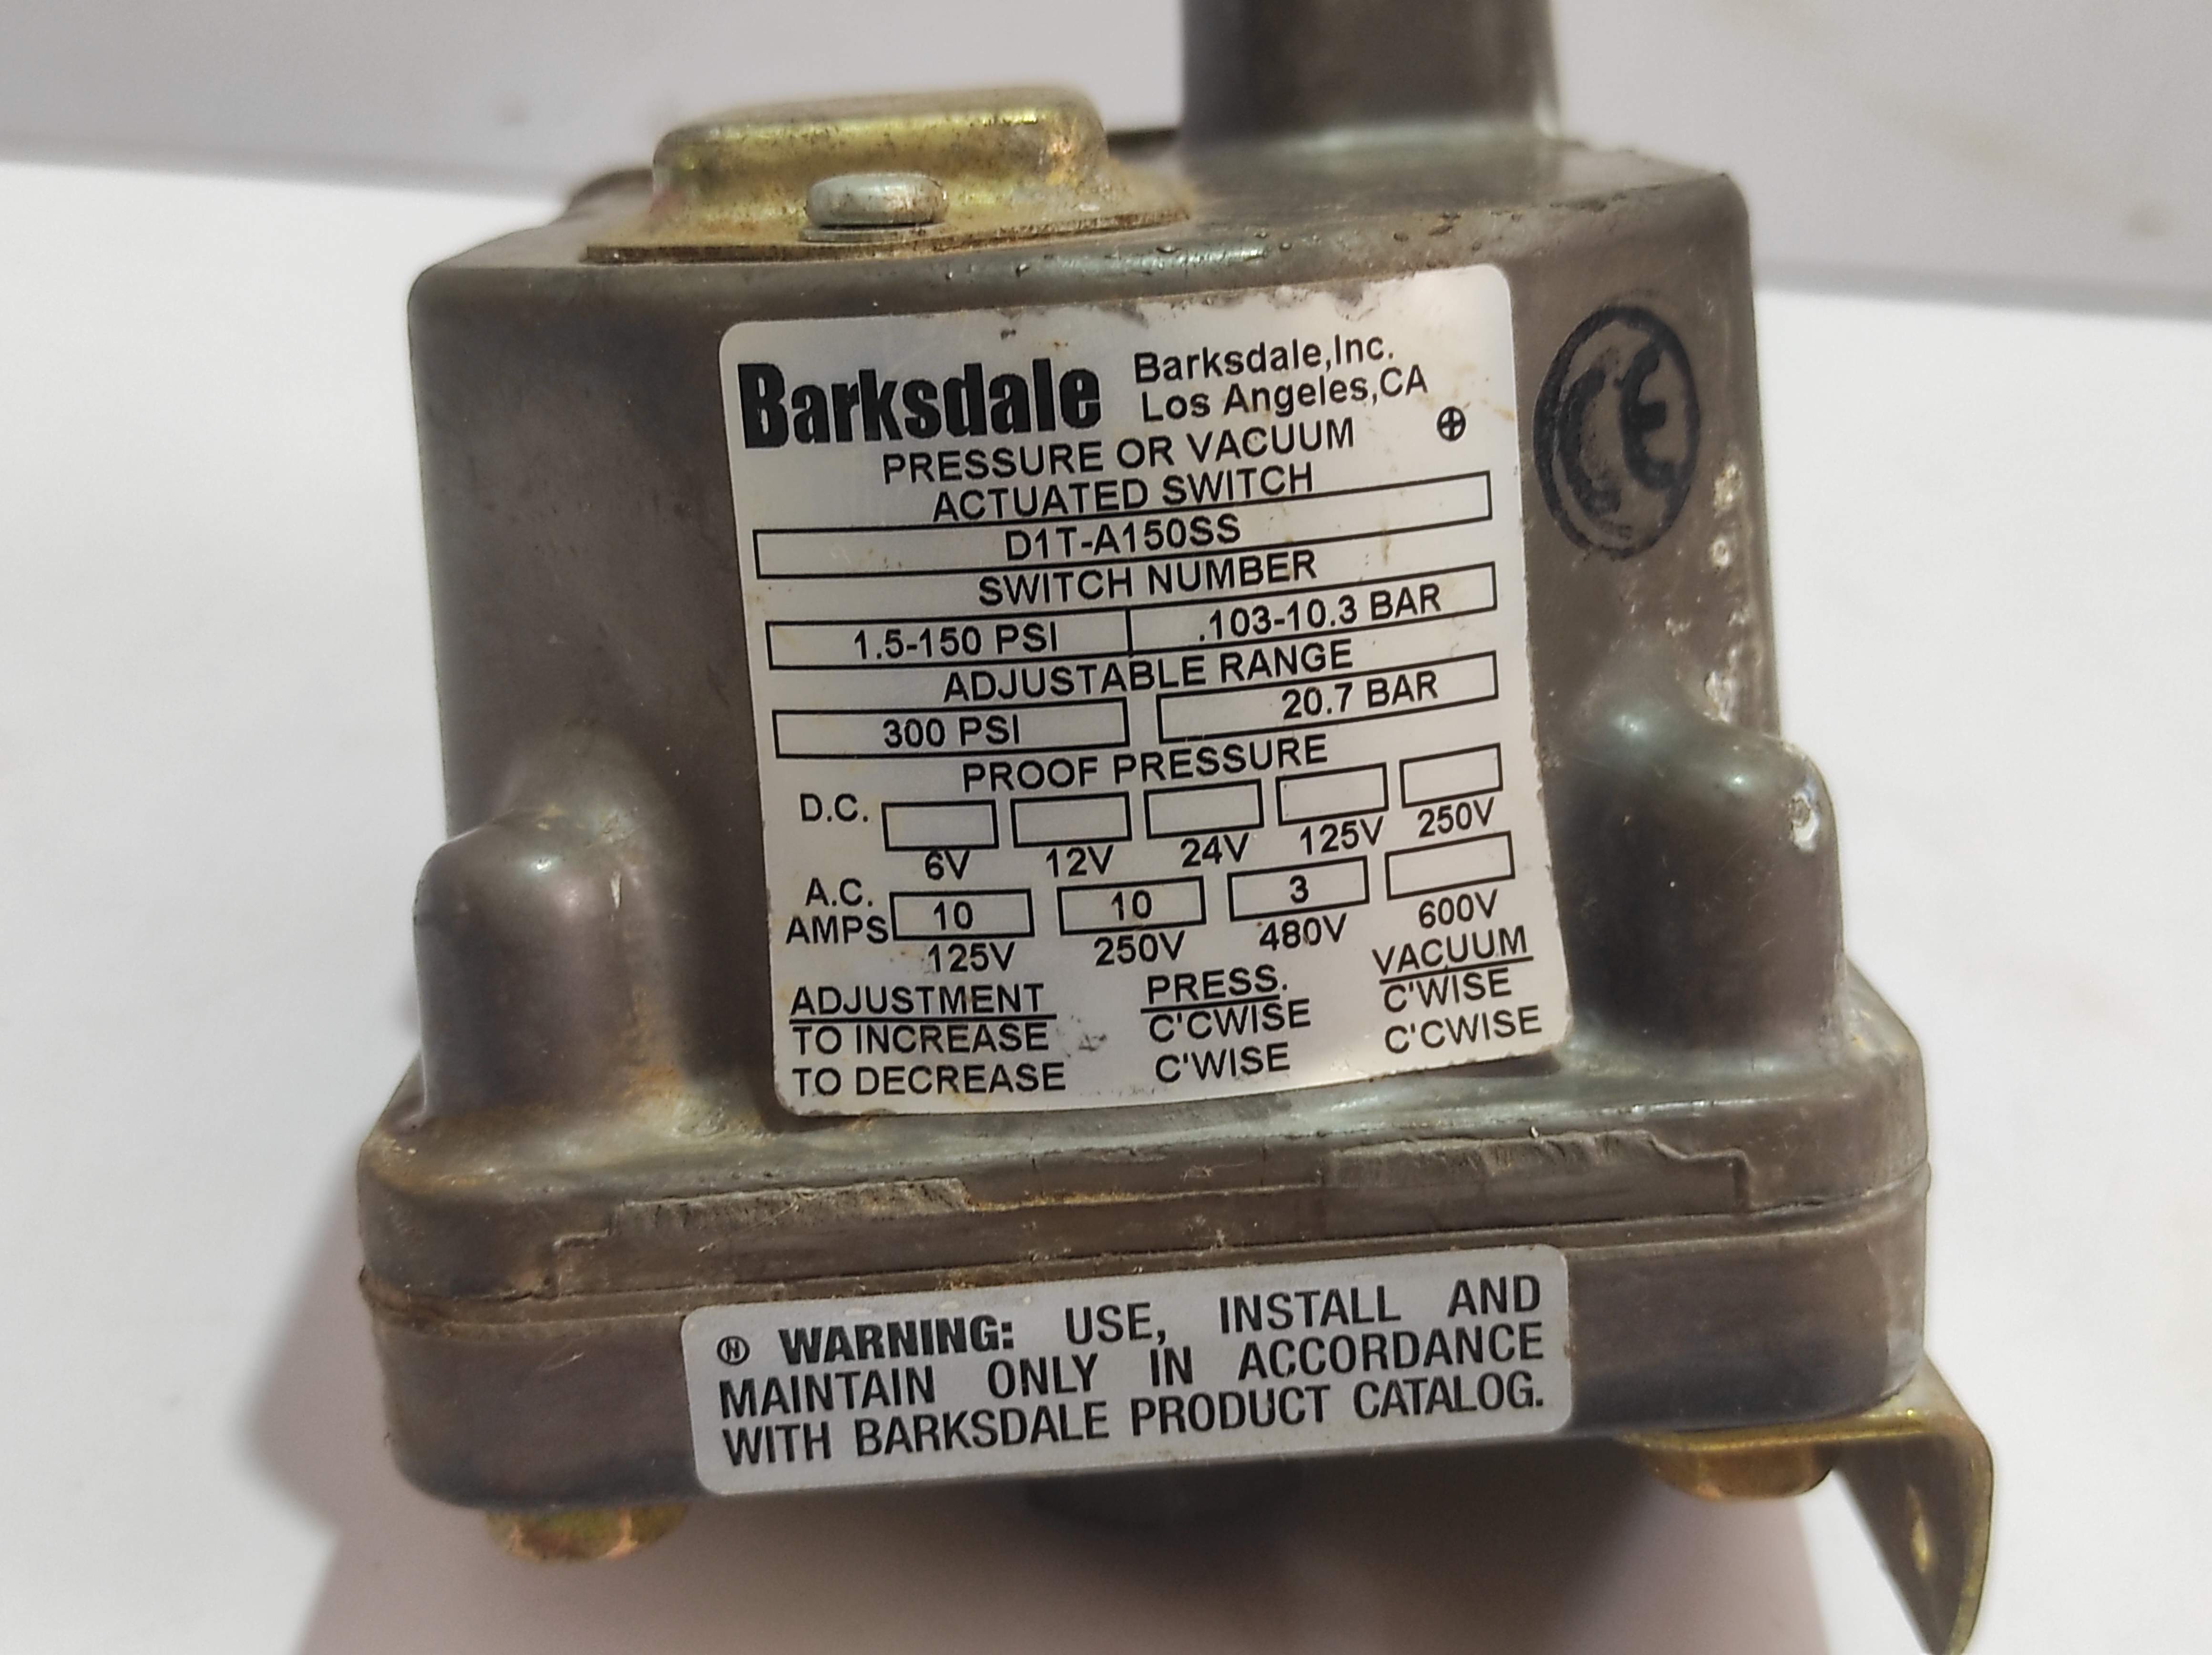 Barksdale
Barksdale,Inc.
Los Angeles,CA
PRESSURE OR VACUUM
ACTUATED SWITCH
D1T-A150SS
SWITCH NUMBER
1.5-150 PSI .103-10.3 BAR
ADJUSTABLE RANGE
300 PSI 20.7 BAR
PROOF PRESSURE
D.C.
6V 12V 24V 125V 250V
A.C.
AMPS 10 10 3
125V 250V 480V 600V
ADJUSTMENT PRESS. VACUUM
TO INCREASE C'CWISE C'WISE
TO DECREASE C'WISE C'CWISE
CE
WARNING: USE, INSTALL AND
MAINTAIN ONLY IN ACCORDANCE
WITH BARKSDALE PRODUCT CATALOG.